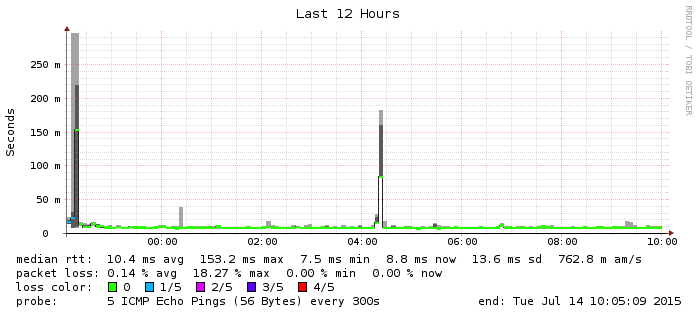 Last 12 Hours
RRDTOOL / TOBI OETIKER
Seconds
250 m
200 m
150 m
100 m
50 m
0
00:00 02:00 04:00 06:00 08:00 10:00
median rtt: 10.4 ms avg 153.2 ms max 7.5 ms min 8.8 ms now 13.6 ms sd 762.8 m am/s
packet loss: 0.14 % avg 18.27 % max 0.00 % min 0.00 % now
loss color: 0 1/5 2/5 3/5 4/5
probe: 5 ICMP Echo Pings (56 Bytes) every 300s end: Tue Jul 14 10:05:09 2015